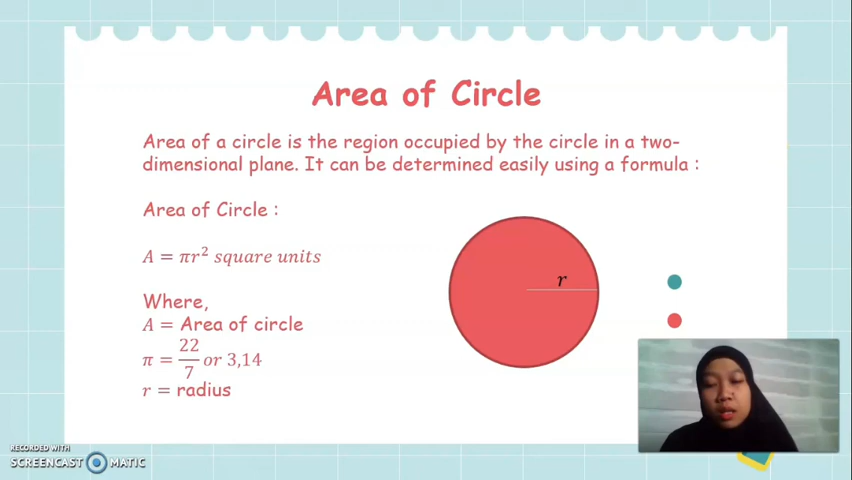 Area of Circle
Area of a circle is the region occupied by the circle in a two-
dimensional plane. It can be determined easily using a formula :
Area of Circle :
A = πr² square units
r
Where,
A = Area of circle
π = 22/7 or 3,14
r = radius
RECORDED WITH
SCREENCAST MATIC